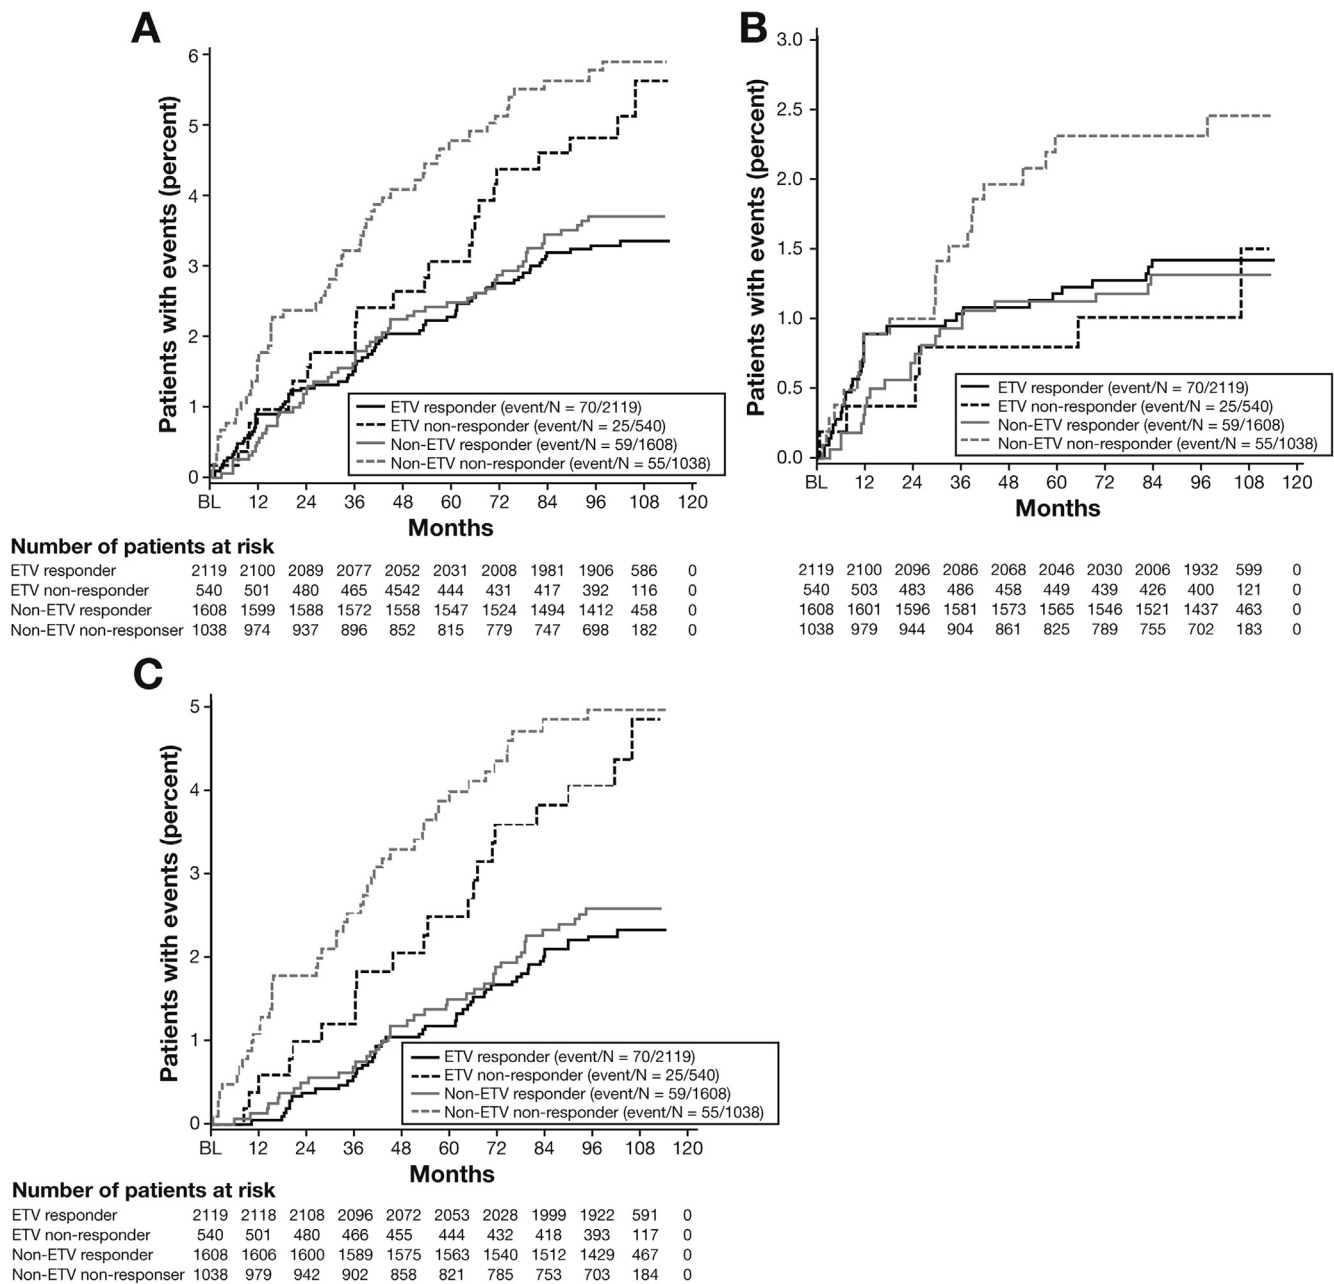 A
Patients with events (percent)
6
5
4
3
2
1
0
ETV responder (event/N = 70/2119)
ETV non-responder (event/N = 25/540)
Non-ETV responder (event/N = 59/1608)
Non-ETV non-responder (event/N = 55/1038)
BL 12 24 36 48 60 72 84 96 108 120
Months
Number of patients at risk
ETV responder 2119 2100 2089 2077 2052 2031 2008 1981 1906 586 0
ETV non-responder 540 501 480 465 4542 444 431 417 392 116 0
Non-ETV responder 1608 1599 1588 1572 1558 1547 1524 1494 1412 458 0
Non-ETV non-responser 1038 974 937 896 852 815 779 747 698 182 0
B
Patients with events (percent)
3.0
2.5
2.0
1.5
1.0
0.5
0.0
ETV responder (event/N = 70/2119)
ETV non-responder (event/N = 25/540)
Non-ETV responder (event/N = 59/1608)
Non-ETV non-responder (event/N = 55/1038)
BL 12 24 36 48 60 72 84 96 108 120
Months
2119 2100 2096 2086 2068 2046 2030 2006 1932 599 0
540 503 483 486 458 449 439 426 400 121 0
1608 1601 1596 1581 1573 1565 1546 1521 1437 463 0
1038 979 944 904 861 825 789 755 702 183 0
C
Patients with events (percent)
5
4
3
2
1
0
ETV responder (event/N = 70/2119)
ETV non-responder (event/N = 25/540)
Non-ETV responder (event/N = 59/1608)
Non-ETV non-responder (event/N = 55/1038)
BL 12 24 36 48 60 72 84 96 108 120
Months
Number of patients at risk
ETV responder 2119 2118 2108 2096 2072 2053 2028 1999 1922 591 0
ETV non-responder 540 501 480 466 455 444 432 418 393 117 0
Non-ETV responder 1608 1606 1600 1589 1575 1563 1540 1512 1429 467 0
Non-ETV non-responser 1038 979 942 902 858 821 785 753 703 184 0